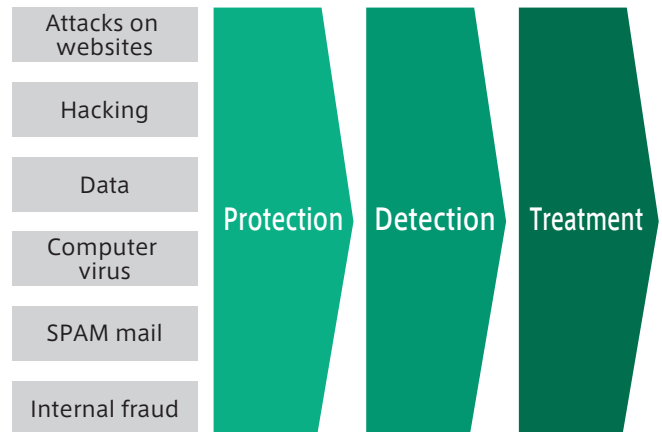 Attacks on
websites
Hacking
Data
Computer
virus
SPAM mail
Internal fraud
Protection
Detection
Treatment